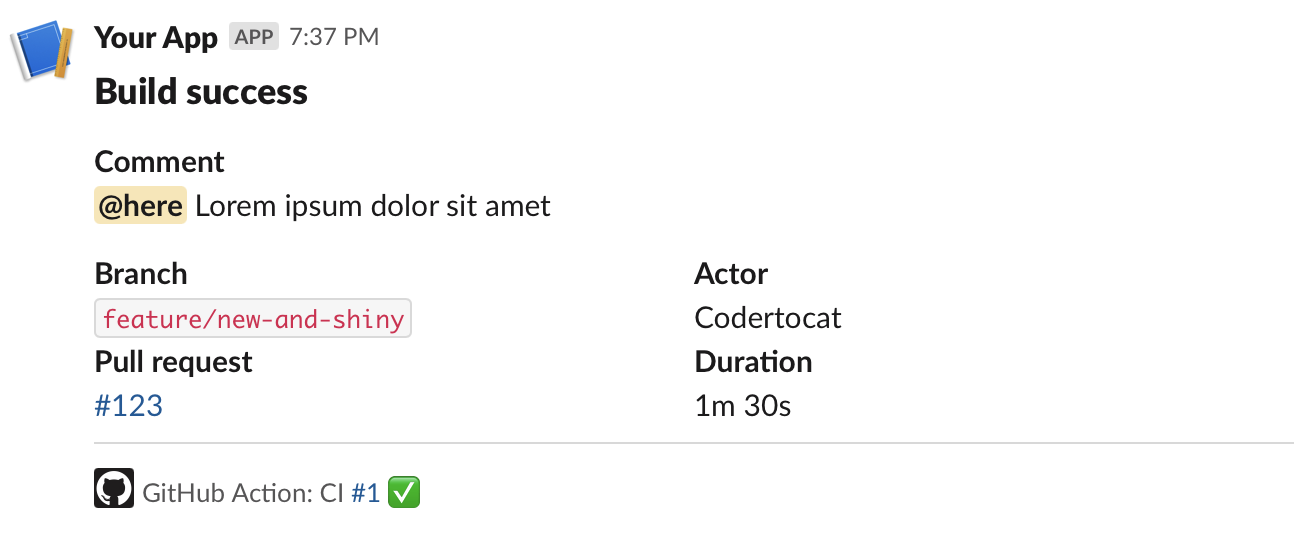 Your App APP 7:37 PM
Build success
Comment
@here Lorem ipsum dolor sit amet
Branch
feature/new-and-shiny
Actor
Codertocat
Pull request
#123
Duration
1m 30s
GitHub Action: CI #1 ✅